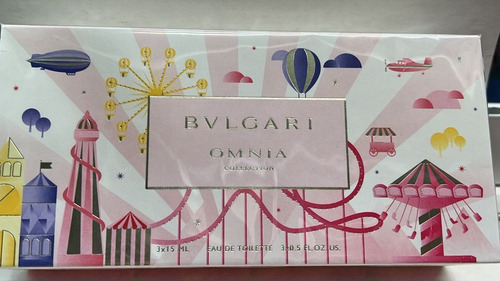 BVLGARI
OMNIA
COLLECTION
3x15 ML EAU DE TOILETTE 3x0.5 FL.OZ. US.